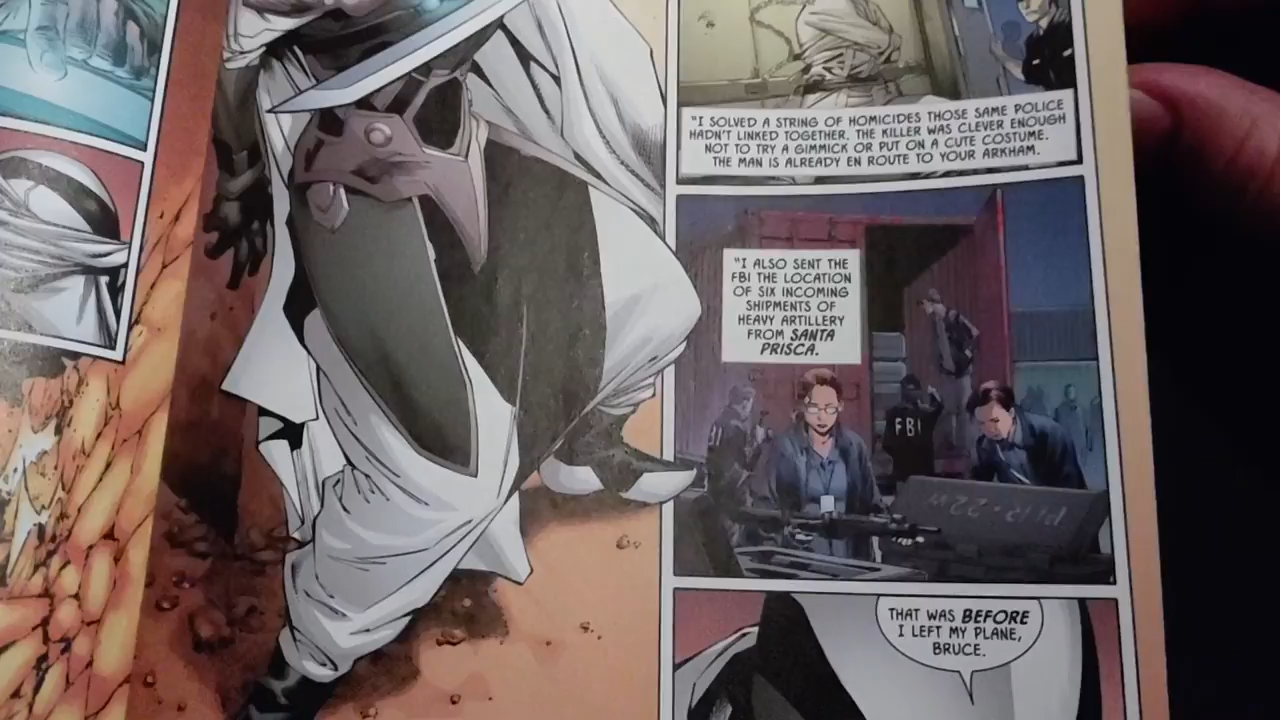 "I SOLVED A STRING OF HOMICIDES THOSE SAME POLICE
HADN'T LINKED TOGETHER. THE KILLER WAS CLEVER ENOUGH
NOT TO TRY A GIMMICK OR PUT ON A CUTE COSTUME.
THE MAN IS ALREADY EN ROUTE TO YOUR ARKHAM.
"I ALSO SENT THE
FBI THE LOCATION
OF SIX INCOMING
SHIPMENTS OF
HEAVY ARTILLERY
FROM SANTA
PRISCA.
FBI
THAT WAS BEFORE
I LEFT MY PLANE,
BRUCE.